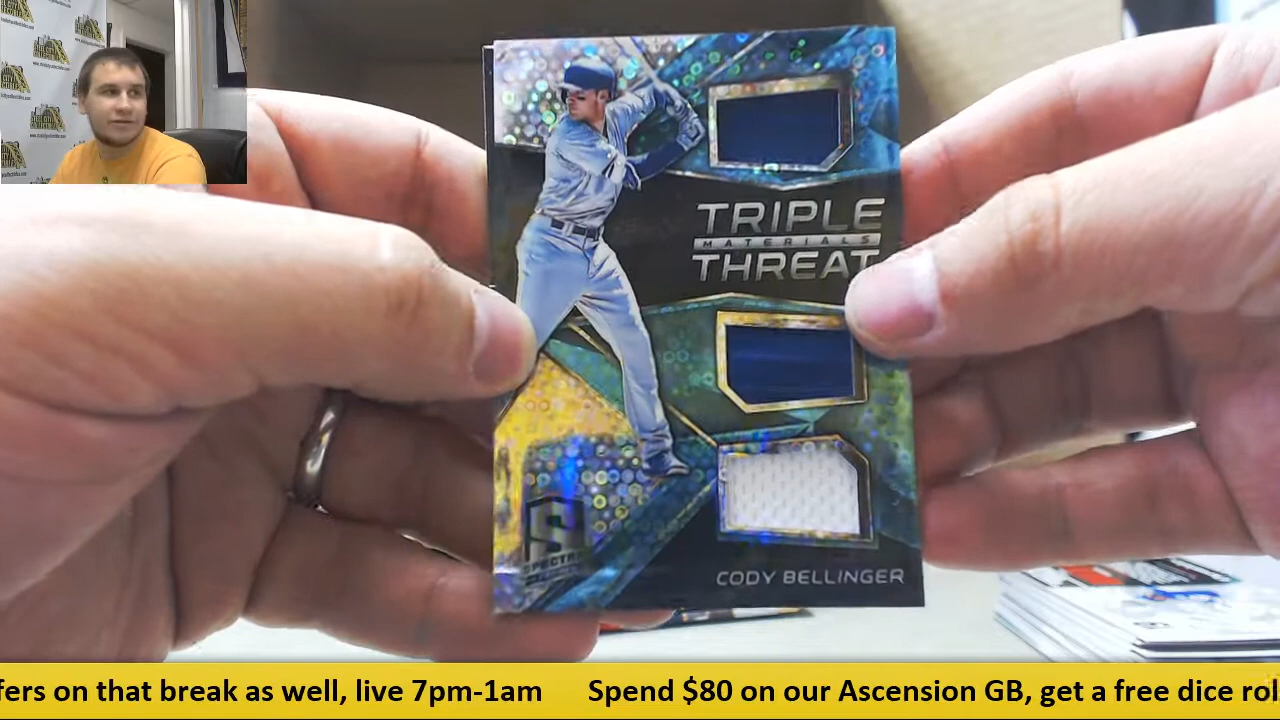 TRIPLE
MATERIALS
THREAT
S
SPECTRA
CODY BELLINGER
fers on that break as well, live 7pm-1am Spend $80 on our Ascension GB, get a free dice rol